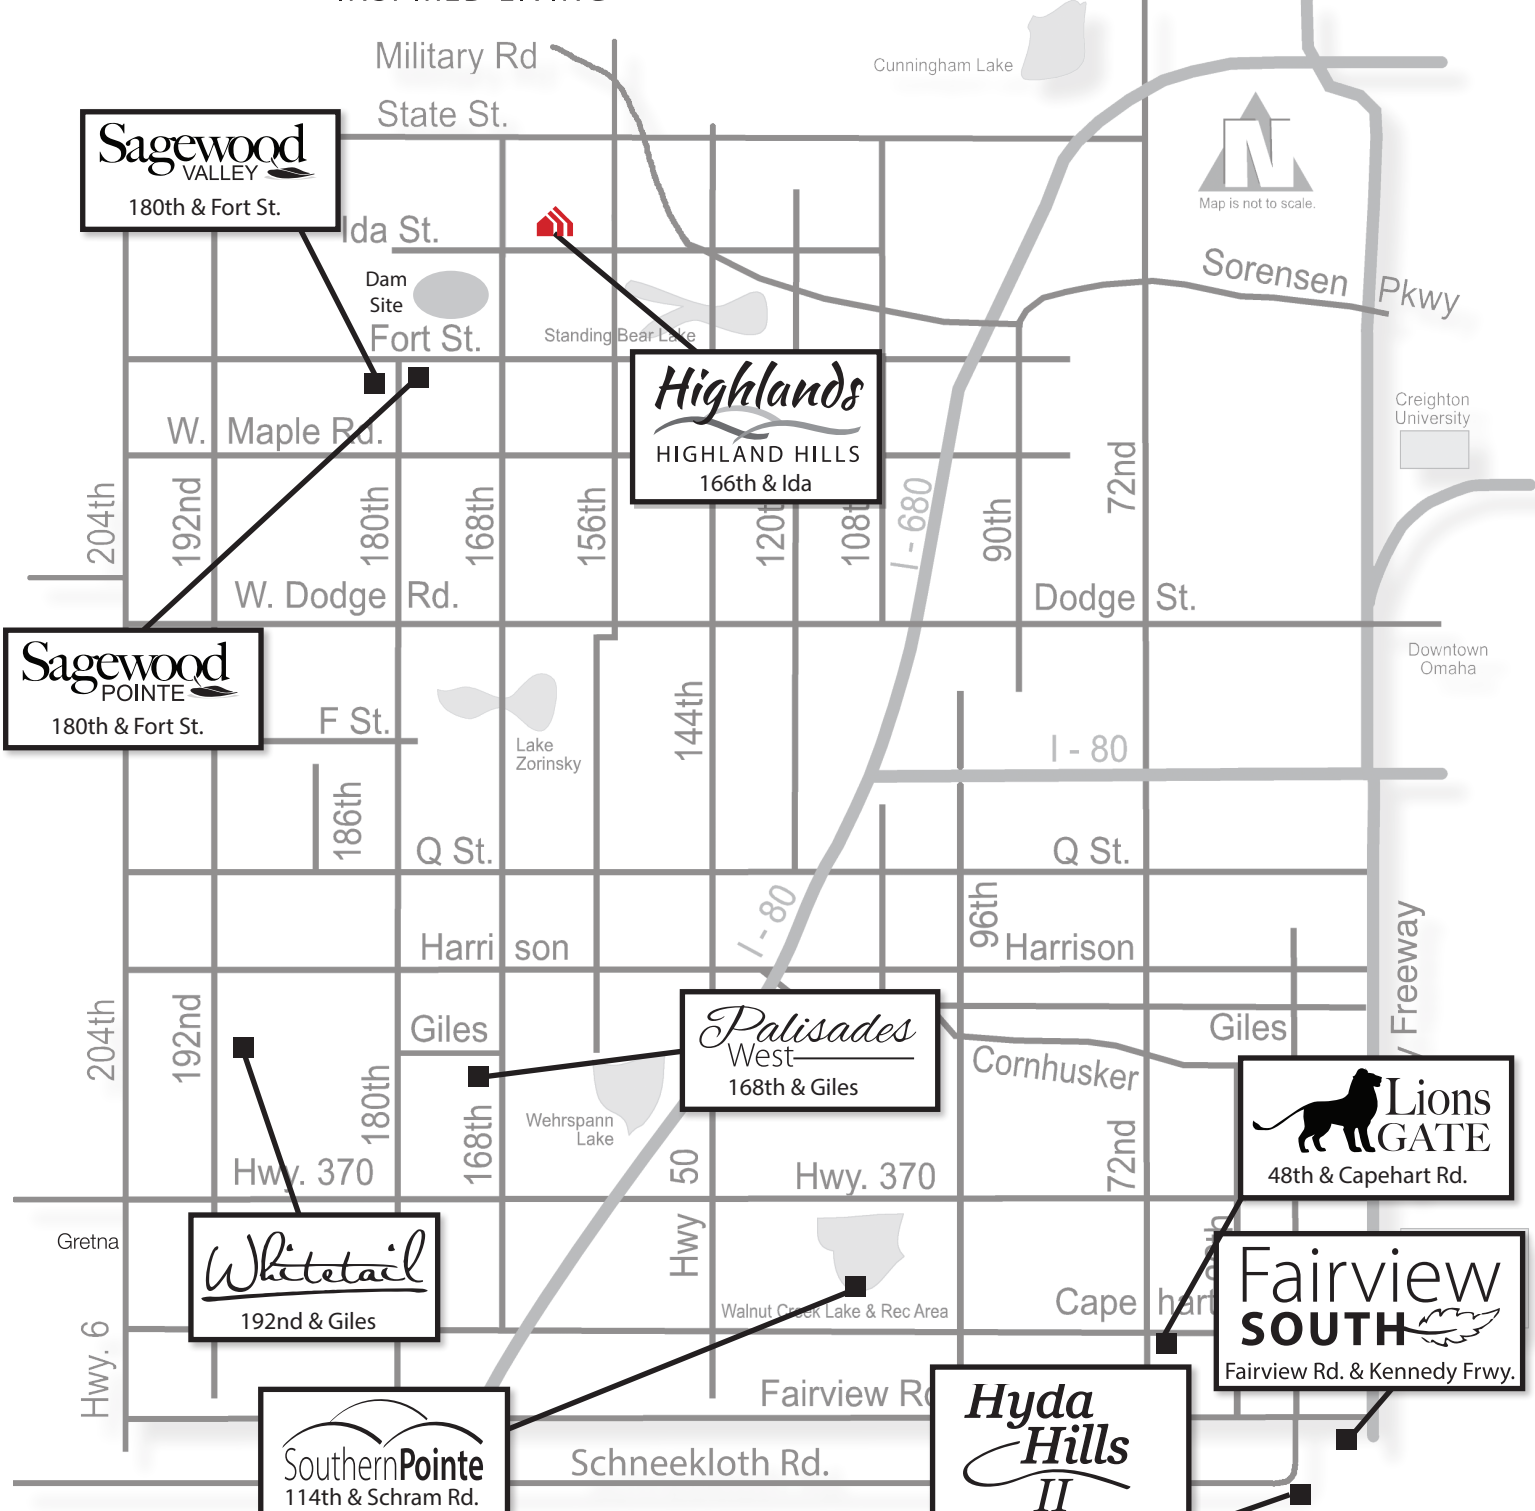 Military Rd
Cunningham Lake
State St.
Sagewood
VALLEY
180th & Fort St.
N
Map is not to scale.
Ida St.
Sorensen Pkwy
Dam
Site
Fort St.
Standing Bear Lake
Highlands
HIGHLAND HILLS
166th & Ida
W. Maple Rd.
Creighton
University
204th
192nd
180th
168th
156th
I - 680
90th
72nd
W. Dodge Rd.
Dodge St.
Downtown
Omaha
Sagewood
POINTE
180th & Fort St.
F St.
Lake
Zorinsky
144th
I - 80
186th
Q St.
Q St.
I - 80
96th
Harrison
Harrison
Freeway
204th
192nd
Giles
Palisades
West
168th & Giles
Giles
Cornhusker
180th
168th
Wehrspann
Lake
50
72nd
Lions
GATE
48th & Capehart Rd.
Hwy. 370
Hwy. 370
Gretna
Whitetail
192nd & Giles
Hwy
Walnut Creek Lake & Rec Area
Capehart
Fairview
SOUTH
Fairview Rd. & Kennedy Frwy.
Hwy. 6
Fairview
Hyda
Hills
II
SouthernPointe
114th & Schram Rd.
Schneekloth Rd.